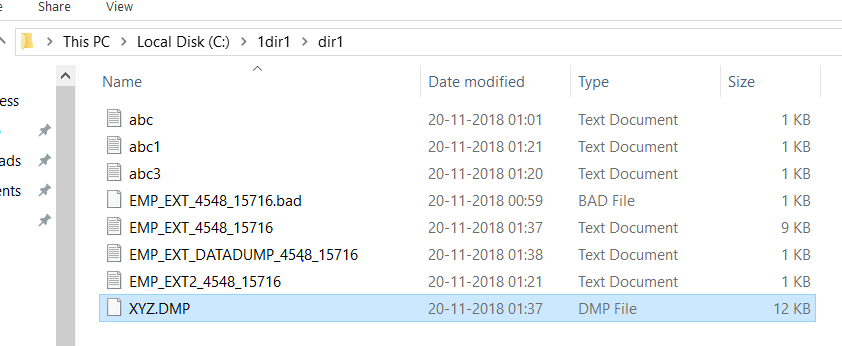 Share View
This PC Local Disk (C:) 1dir1 dir1
Name Date modified Type Size
ess
abc 20-11-2018 01:01 Text Document 1 KB
abc1 20-11-2018 01:21 Text Document 1 KB
ads
abc3 20-11-2018 01:20 Text Document 1 KB
ents
EMP_EXT_4548_15716.bad 20-11-2018 00:59 BAD File 1 KB
EMP_EXT_4548_15716 20-11-2018 01:37 Text Document 9 KB
EMP_EXT_DATADUMP_4548_15716 20-11-2018 01:38 Text Document 1 KB
EMP_EXT2_4548_15716 20-11-2018 01:21 Text Document 1 KB
XYZ.DMP 20-11-2018 01:37 DMP File 12 KB